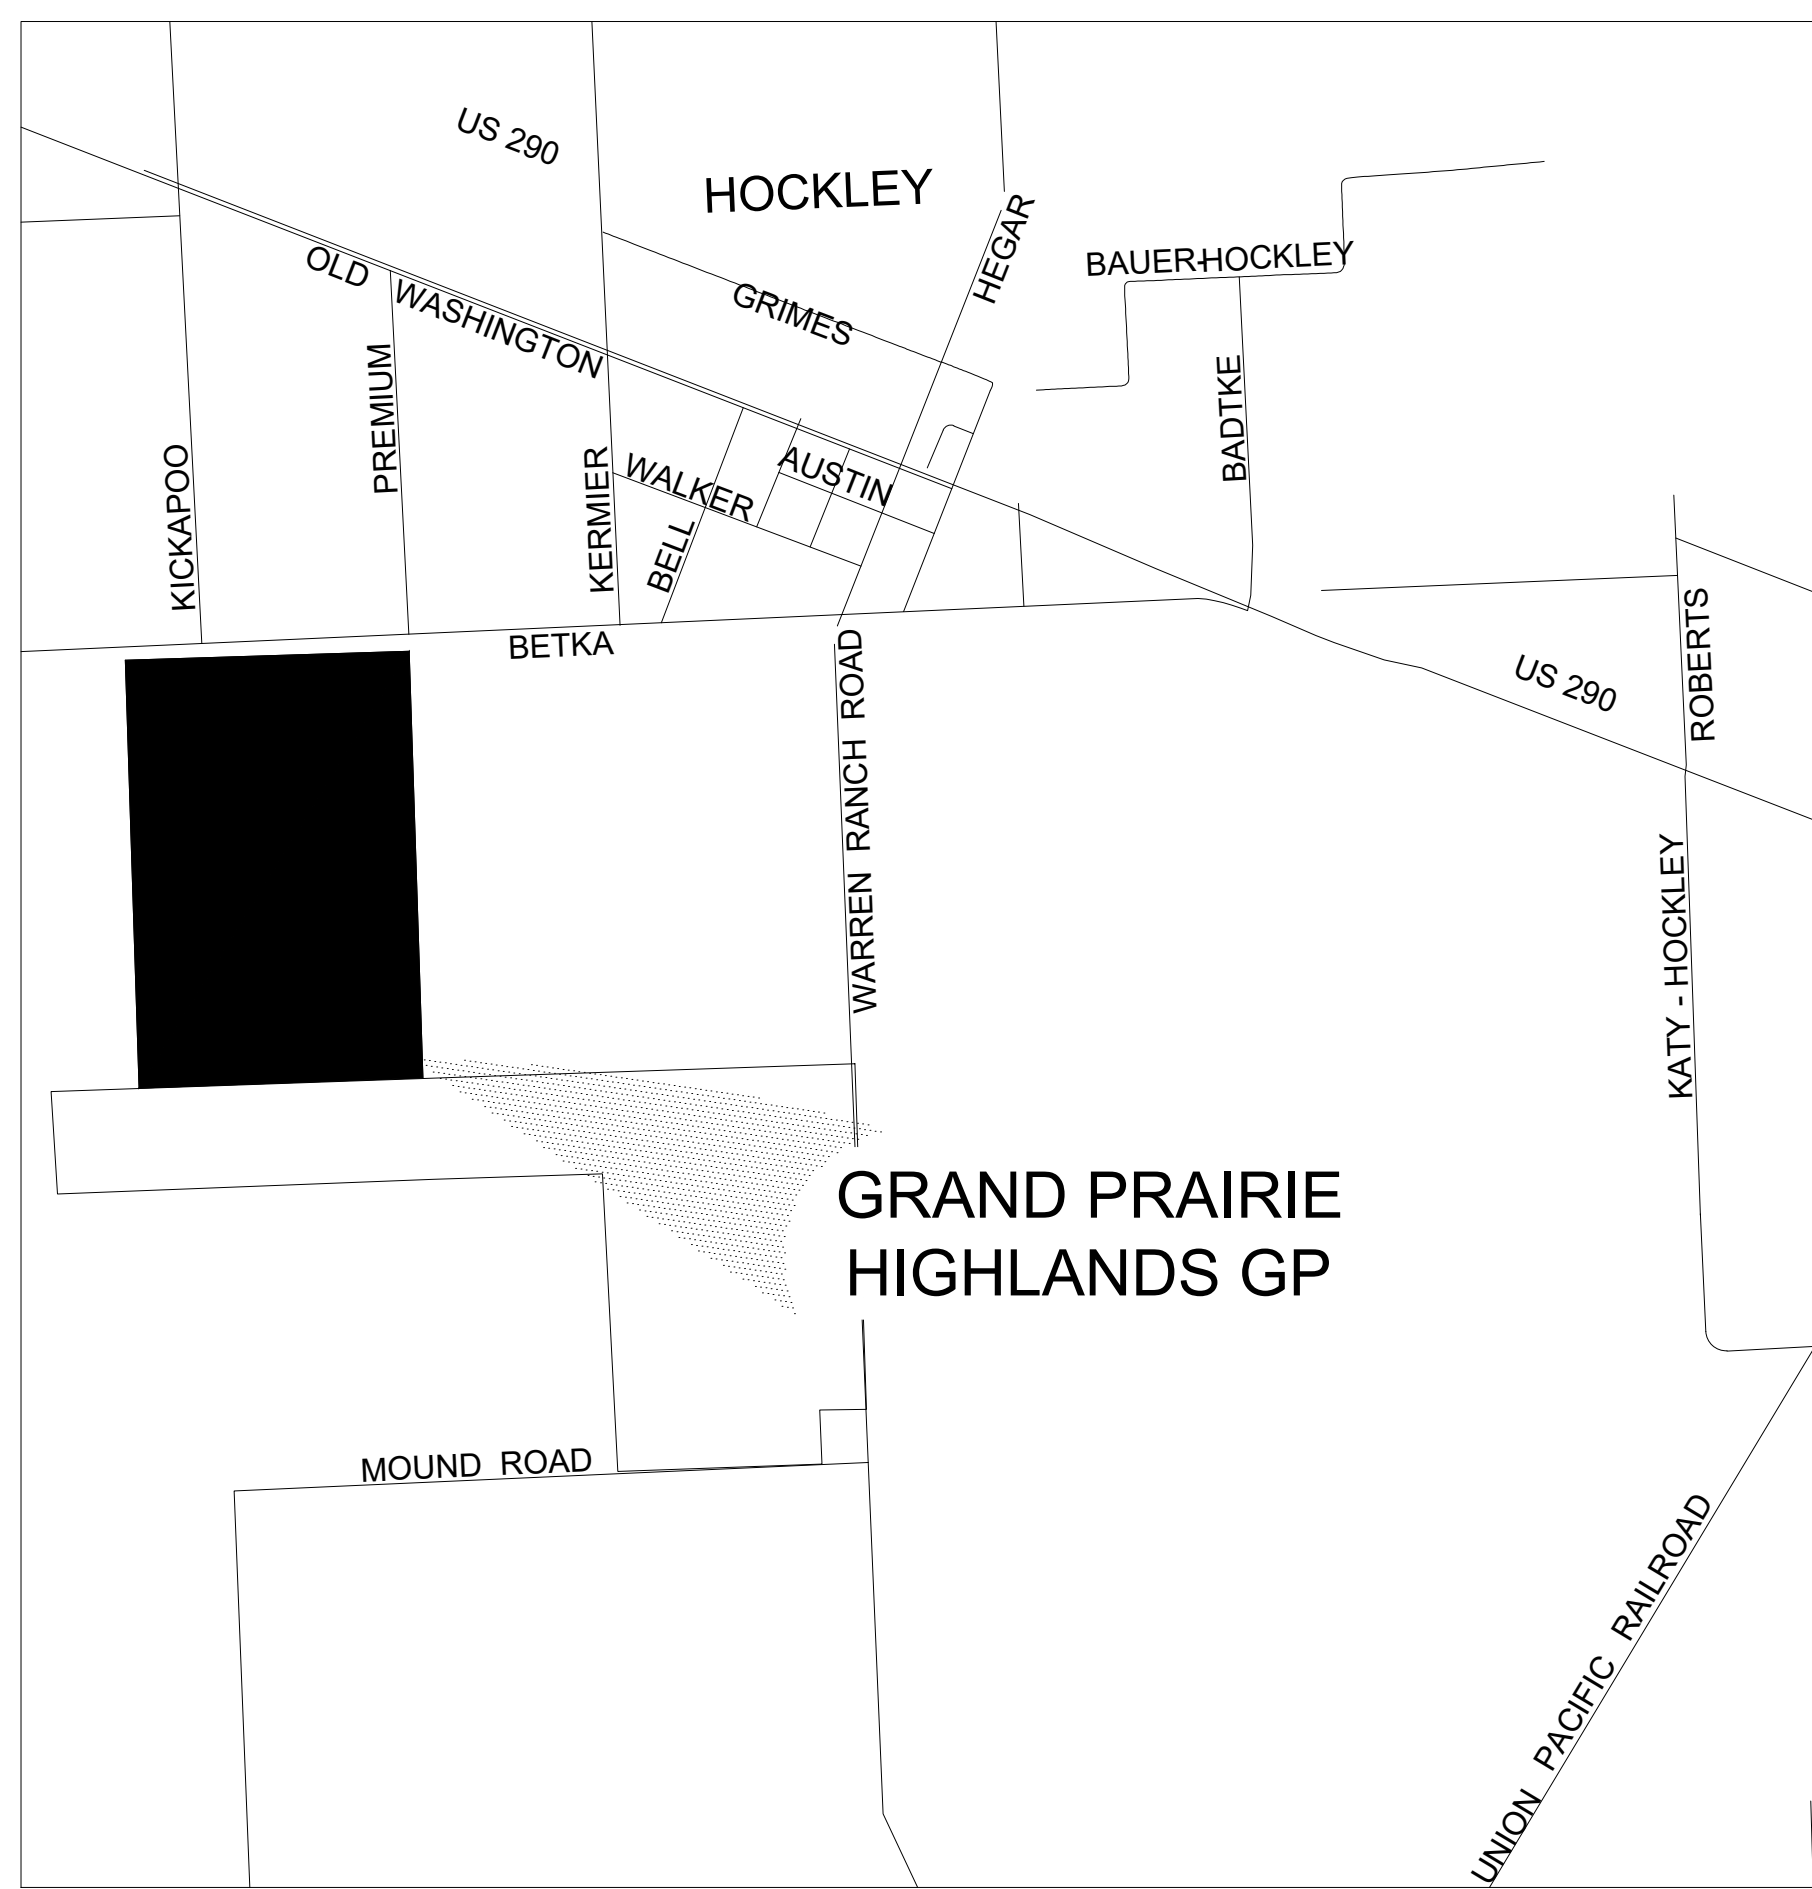 US 290
HOCKLEY
HEGAR
BAUER-HOCKLEY
OLD WASHINGTON
GRIMES
PREMIUM
BADTKE
KICKAPOO
KERMIER
WALKER
AUSTIN
BELL
BETKA
ROBERTS
US 290
WARREN RANCH ROAD
KATY - HOCKLEY
GRAND PRAIRIE
HIGHLANDS GP
MOUND ROAD
UNION PACIFIC RAILROAD